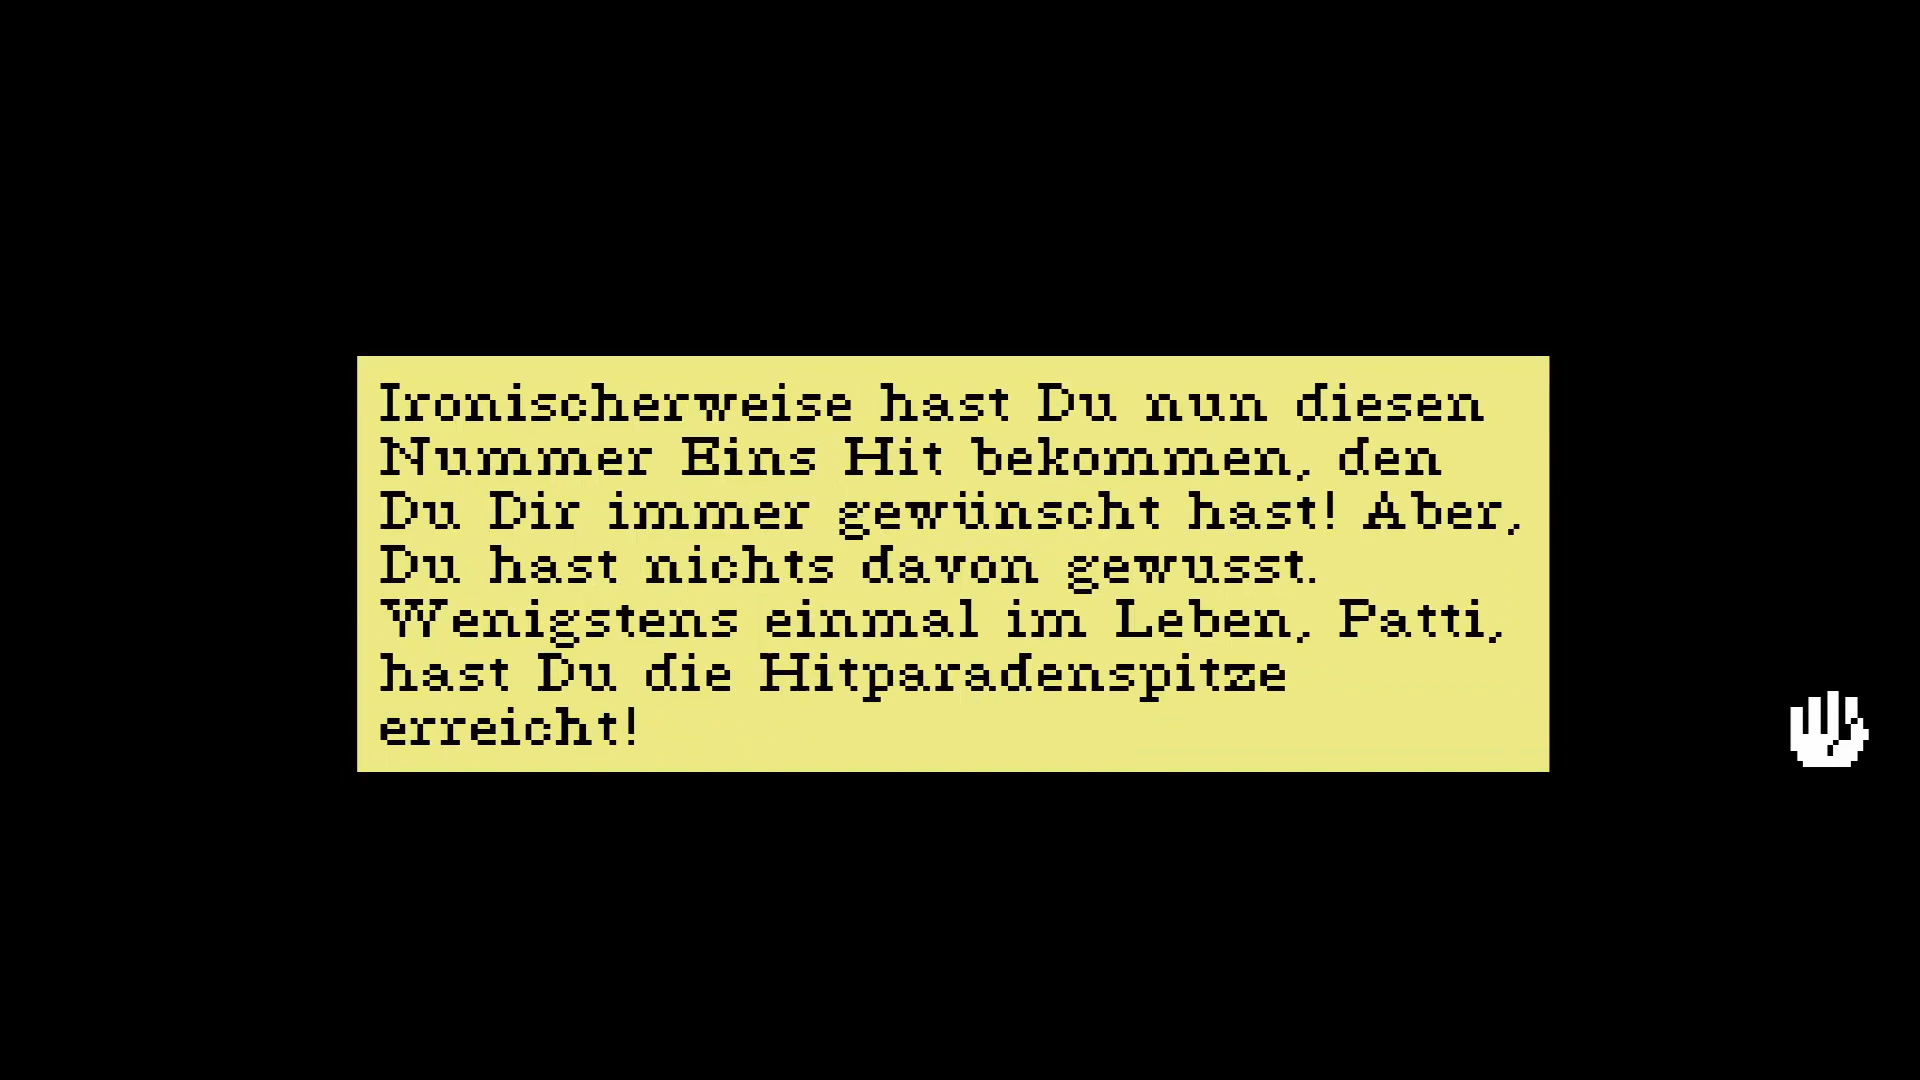 Ironischerweise hast Du nun diesen
Nummer Eins Hit bekommen, den
Du Dir immer gewünscht hast! Aber,
Du hast nichts davon gewusst.
Wenigstens einmal im Leben, Patti,
hast Du die Hitparadenspitze
erreicht!